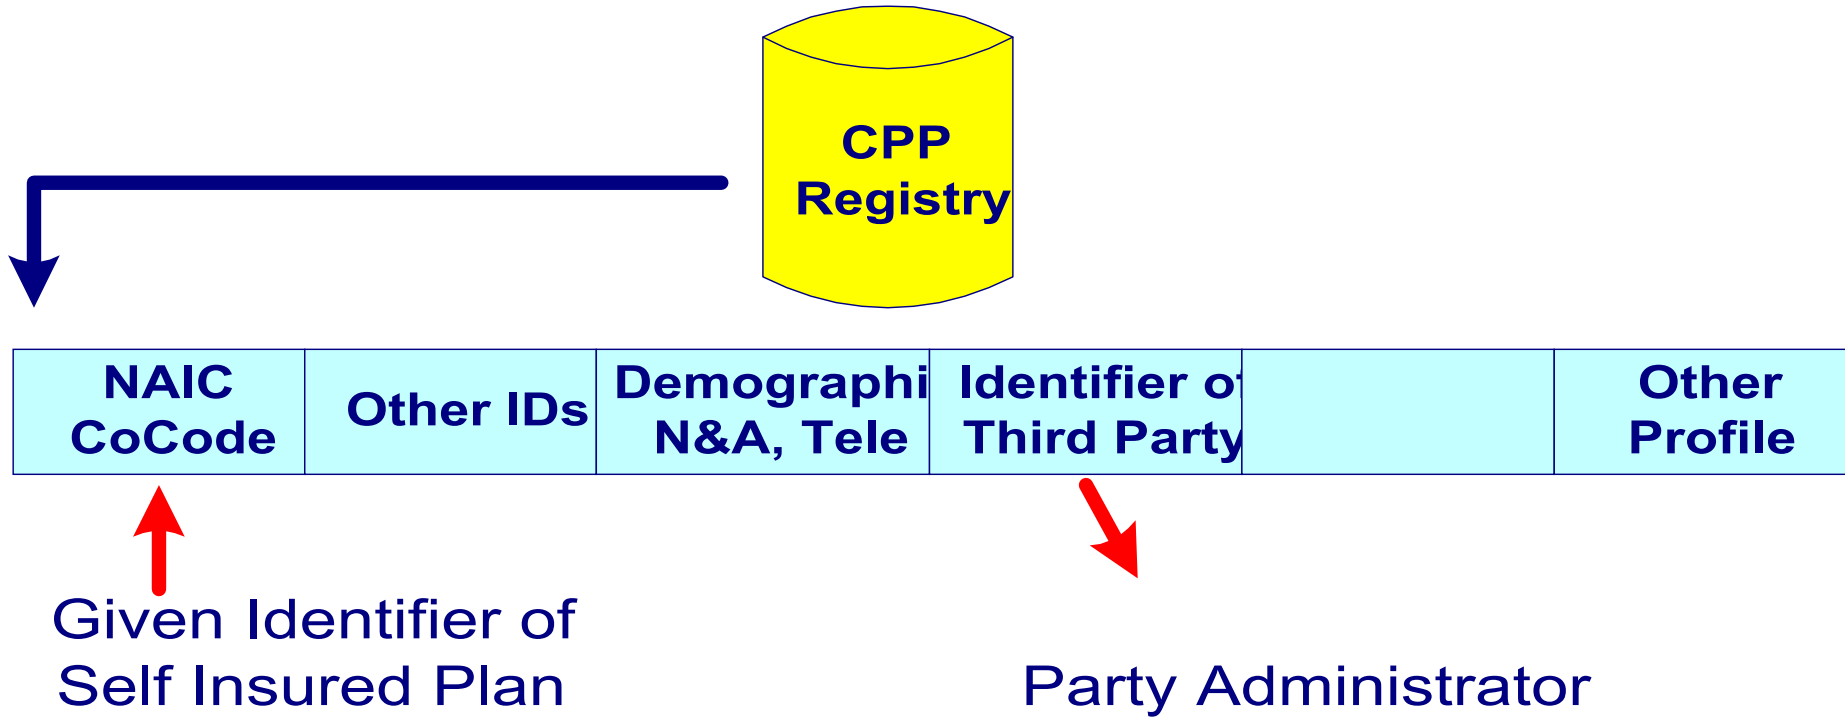 CPP
Registry
NAIC
CoCode
Other IDs
Demographi
N&A, Tele
Identifier of
Third Party
Other
Profile
Given Identifier of
Self Insured Plan
Party Administrator